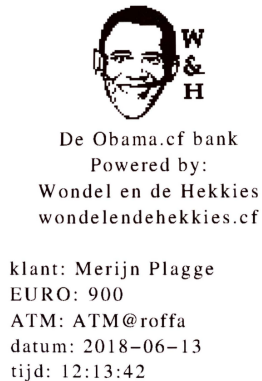 W
&
H
De Obama.cf bank
Powered by:
Wondel en de Hekkies
wondelendehekkies.cf
klant: Merijn Plagge
EURO: 900
ATM: ATM@roffa
datum: 2018-06-13
tijd: 12:13:42